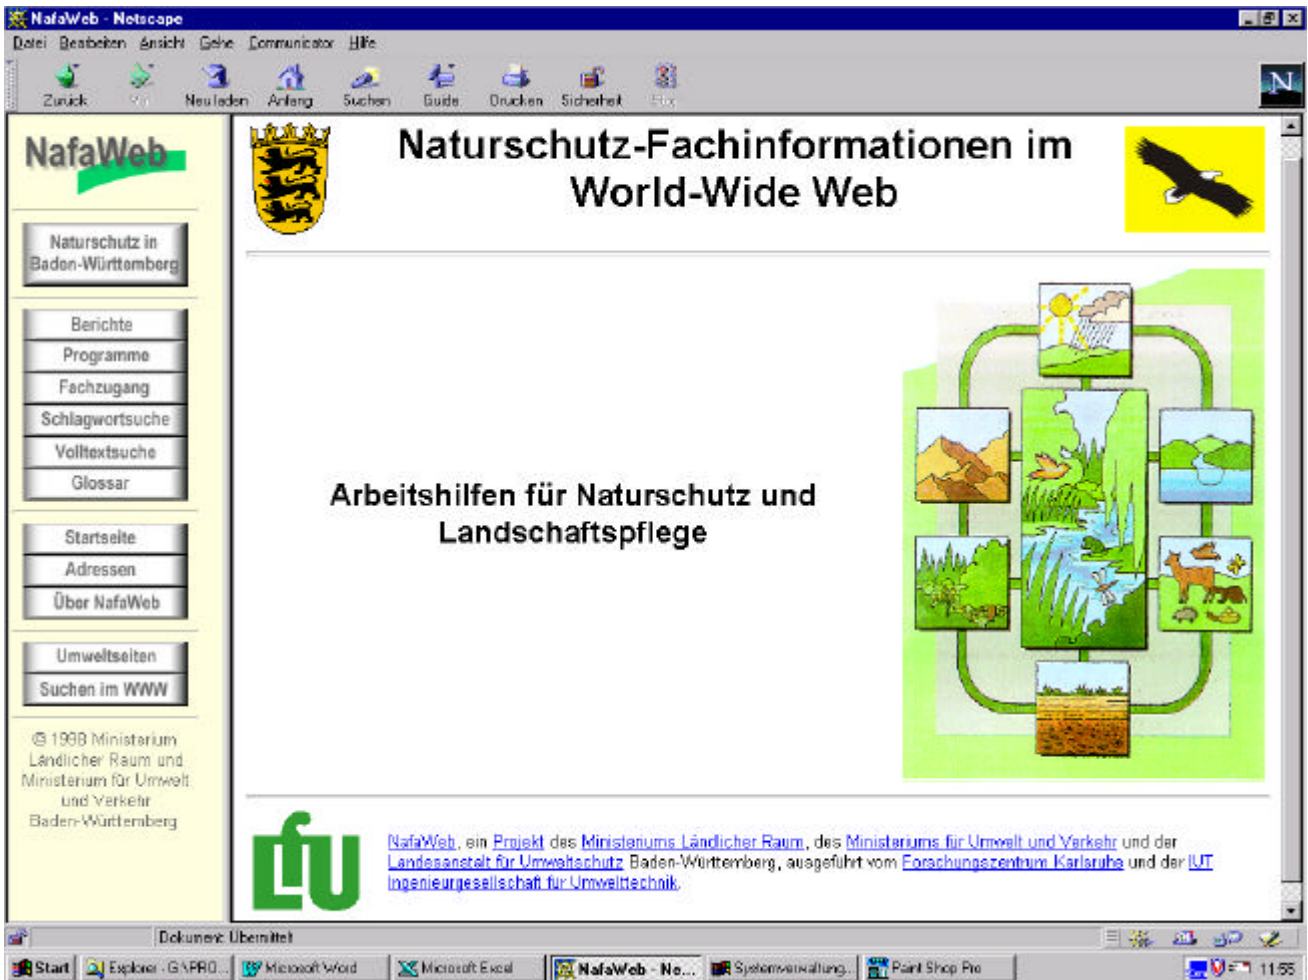 NafaWeb - Netscape
Datei Bearbeiten Ansicht Gehe Communicator Hilfe
Zurück Neu laden Anfang Suchen Guide Drucken Sicherheit
N
NafaWeb
Naturschutz in
Baden-Württemberg
Berichte
Programme
Fachzugang
Schlagwortsuche
Volltextsuche
Glossar
Startseite
Adressen
Über NafaWeb
Umweltseiten
Suchen im WWW
© 1998 Ministerium
Ländlicher Raum und
Ministerium für Umwelt
und Verkehr
Baden-Württemberg
Naturschutz-Fachinformationen im
World-Wide Web
Arbeitshilfen für Naturschutz und
Landschaftspflege
LfU
NafaWeb, ein Projekt des Ministeriums Ländlicher Raum, des Ministeriums für Umwelt und Verkehr und der
Landesanstalt für Umweltschutz Baden-Württemberg, ausgeführt vom Forschungszentrum Karlsruhe und der IUT
Ingenieurgesellschaft für Umwelttechnik.
Dokument: Übermittelt
Start Explorer - G:\PRO... Microsoft Word Microsoft Excel NafaWeb - Ne... Systemverwaltung... Paint Shop Pro 11:55